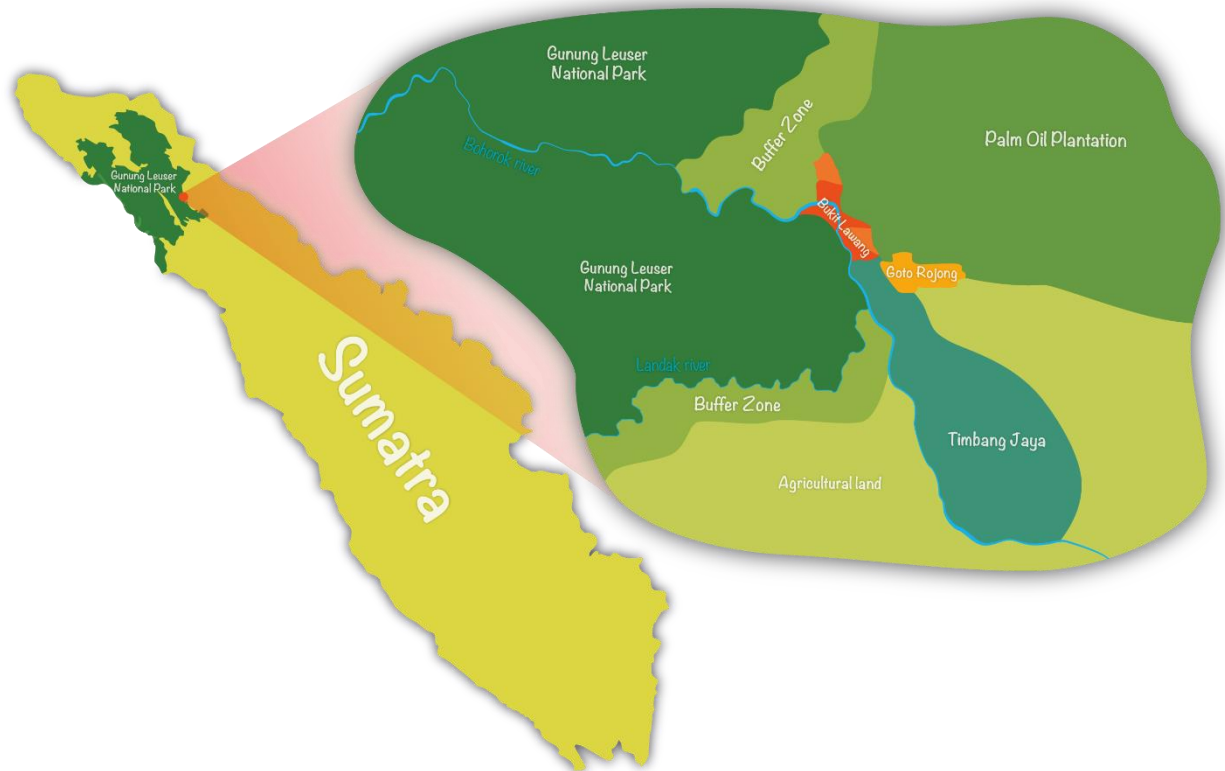 Gunung Leuser
National Park
Sumatra
Gunung Leuser
National Park
Bohorok river
Buffer Zone
Palm Oil Plantation
Bukit Lawang
Goto Rojong
Gunung Leuser
National Park
Landak river
Buffer Zone
Timbang Jaya
Agricultural land